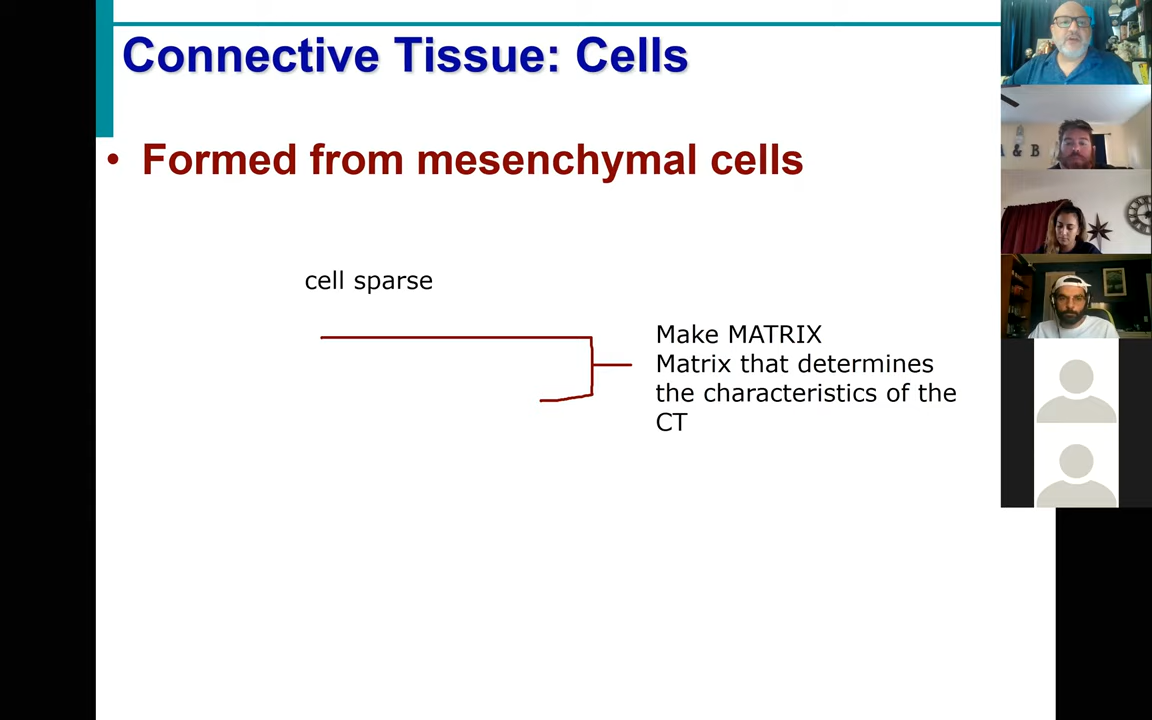 Connective Tissue: Cells
• Formed from mesenchymal cells
cell sparse
Make MATRIX
Matrix that determines
the characteristics of the
CT
A & B